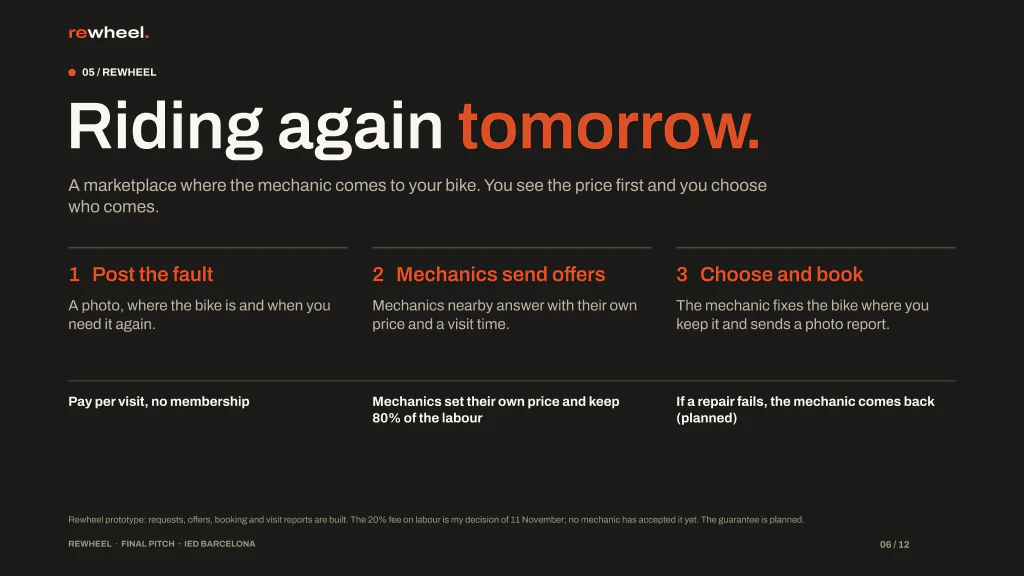 rewheel.
05 / REWHEEL
Riding again tomorrow.
A marketplace where the mechanic comes to your bike. You see the price first and you choose
who comes.
1 Post the fault
A photo, where the bike is and when you
need it again.
2 Mechanics send offers
Mechanics nearby answer with their own
price and a visit time.
3 Choose and book
The mechanic fixes the bike where you
keep it and sends a photo report.
Pay per visit, no membership
Mechanics set their own price and keep
80% of the labour
If a repair fails, the mechanic comes back
(planned)
Rewheel prototype: requests, offers, booking and visit reports are built. The 20% fee on labour is my decision of 11 November; no mechanic has accepted it yet. The guarantee is planned.
REWHEEL · FINAL PITCH · IED BARCELONA
06 / 12